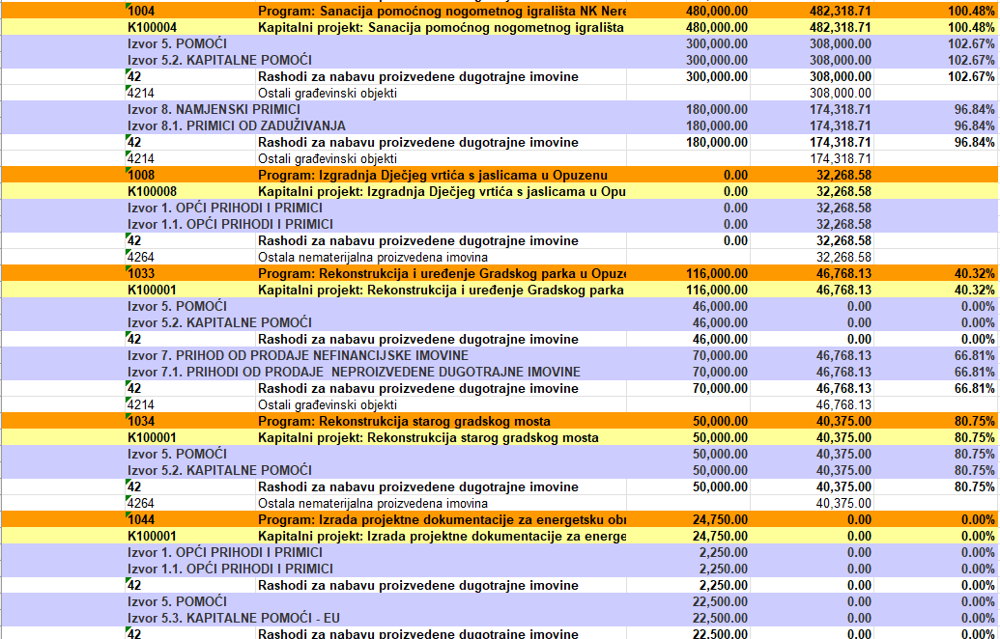 1004 Program: Sanacija pomoćnog nogometnog igrališta NK Nere 480,000.00 482,318.71 100.48%
K100004 Kapitalni projekt: Sanacija pomoćnog nogometnog igrališta 480,000.00 482,318.71 100.48%
Izvor 5. POMOĆI 300,000.00 308,000.00 102.67%
Izvor 5.2. KAPITALNE POMOĆI 300,000.00 308,000.00 102.67%
42 Rashodi za nabavu proizvedene dugotrajne imovine 300,000.00 308,000.00 102.67%
4214 Ostali građevinski objekti 308,000.00
Izvor 8. NAMJENSKI PRIMICI 180,000.00 174,318.71 96.84%
Izvor 8.1. PRIMICI OD ZADUŽIVANJA 180,000.00 174,318.71 96.84%
42 Rashodi za nabavu proizvedene dugotrajne imovine 180,000.00 174,318.71 96.84%
4214 Ostali građevinski objekti 174,318.71
1008 Program: Izgradnja Dječjeg vrtića s jaslicama u Opuzenu 0.00 32,268.58
K100008 Kapitalni projekt: Izgradnja Dječjeg vrtića s jaslicama u Opu 0.00 32,268.58
Izvor 1. OPĆI PRIHODI I PRIMICI 0.00 32,268.58
Izvor 1.1. OPĆI PRIHODI I PRIMICI 0.00 32,268.58
42 Rashodi za nabavu proizvedene dugotrajne imovine 0.00 32,268.58
4264 Ostala nematerijalna proizvedena imovina 32,268.58
1033 Program: Rekonstrukcija i uređenje Gradskog parka u Opuze 116,000.00 46,768.13 40.32%
K100001 Kapitalni projekt: Rekonstrukcija i uređenje Gradskog parka 116,000.00 46,768.13 40.32%
Izvor 5. POMOĆI 46,000.00 0.00 0.00%
Izvor 5.2. KAPITALNE POMOĆI 46,000.00 0.00 0.00%
42 Rashodi za nabavu proizvedene dugotrajne imovine 46,000.00 0.00 0.00%
Izvor 7. PRIHOD OD PRODAJE NEFINANCIJSKE IMOVINE 70,000.00 46,768.13 66.81%
Izvor 7.1. PRIHODI OD PRODAJE NEPROIZVEDENE DUGOTRAJNE IMOVINE 70,000.00 46,768.13 66.81%
42 Rashodi za nabavu proizvedene dugotrajne imovine 70,000.00 46,768.13 66.81%
4214 Ostali građevinski objekti 46,768.13
1034 Program: Rekonstrukcija starog gradskog mosta 50,000.00 40,375.00 80.75%
K100001 Kapitalni projekt: Rekonstrukcija starog gradskog mosta 50,000.00 40,375.00 80.75%
Izvor 5. POMOĆI 50,000.00 40,375.00 80.75%
Izvor 5.2. KAPITALNE POMOĆI 50,000.00 40,375.00 80.75%
42 Rashodi za nabavu proizvedene dugotrajne imovine 50,000.00 40,375.00 80.75%
4264 Ostala nematerijalna proizvedena imovina 40,375.00
1044 Program: Izrada projektne dokumentacije za energetsku obn 24,750.00 0.00 0.00%
K100001 Kapitalni projekt: Izrada projektne dokumentacije za energe 24,750.00 0.00 0.00%
Izvor 1. OPĆI PRIHODI I PRIMICI 2,250.00 0.00 0.00%
Izvor 1.1. OPĆI PRIHODI I PRIMICI 2,250.00 0.00 0.00%
42 Rashodi za nabavu proizvedene dugotrajne imovine 2,250.00 0.00 0.00%
Izvor 5. POMOĆI 22,500.00 0.00 0.00%
Izvor 5.3. KAPITALNE POMOĆI - EU 22,500.00 0.00 0.00%
42 Rashodi za nabavu proizvedene dugotrajne imovine 22,500.00 0.00 0.00%